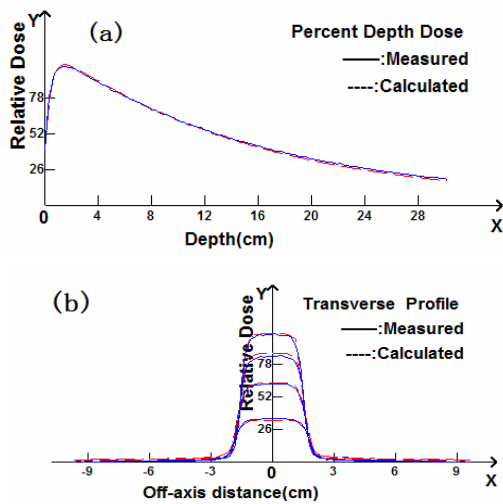 Y
(a)
Percent Depth Dose
—:Measured
----:Calculated
Relative Dose
78
52
26
0
4
8
12
16
20
24
28
X
Depth(cm)
(b)
Y
Transverse Profile
—:Measured
----:Calculated
Relative Dose
78
52
26
-9
-6
-3
0
3
6
9
X
Off-axis distance(cm)